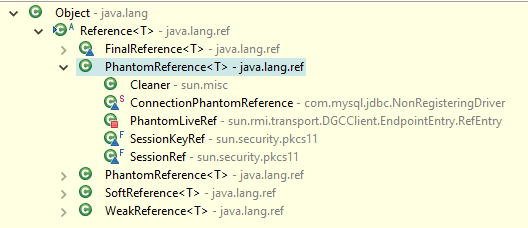 Object - java.lang
Reference<T> - java.lang.ref
FinalReference<T> - java.lang.ref
PhantomReference<T> - java.lang.ref
Cleaner - sun.misc
ConnectionPhantomReference - com.mysql.jdbc.NonRegisteringDriver
PhantomLiveRef - sun.rmi.transport.DGCClient.EndpointEntry.RefEntry
SessionKeyRef - sun.security.pkcs11
SessionRef - sun.security.pkcs11
PhantomReference<T> - java.lang.ref
SoftReference<T> - java.lang.ref
WeakReference<T> - java.lang.ref